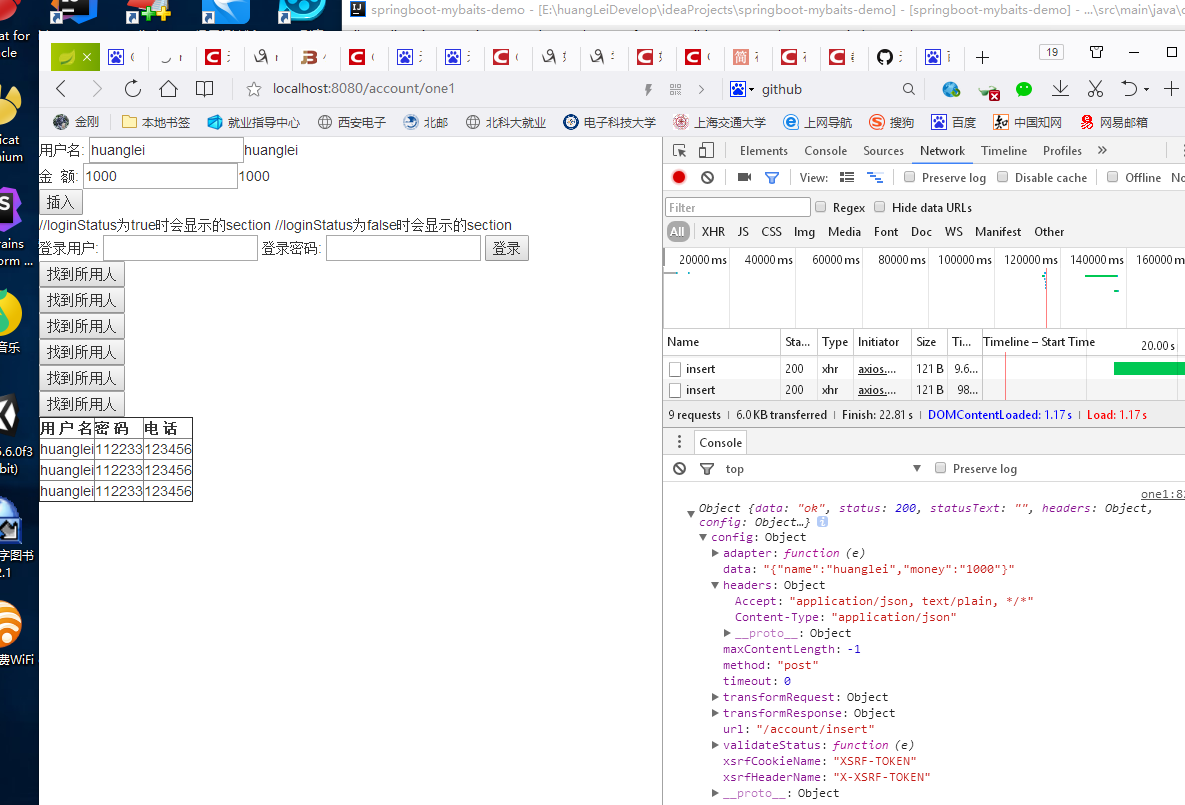 springboot-mybaits-demo - [E:\huangLeiDevelop\ideaProjects\springboot-mybaits-demo] - [springboot-mybaits-demo] - ...\src\main\java\c
at for
cle
19
localhost:8080/account/one1
github
金刚 本地书签 就业指导中心 西安电子 北邮 北科大就业 电子科技大学 上海交通大学 上网导航 搜狗 百度 中国知网 网易邮箱
icat
nium
rains
orm ...
音乐
5.6.0f3
bit)
字图书
2.1
费WiFi
用户名: huanglei huanglei
金 额: 1000 1000
插入
//loginStatus为true时会显示的section //loginStatus为false时会显示的section
登录用户: 登录密码: 登录
找到所用人
找到所用人
找到所用人
找到所用人
找到所用人
找到所用人
用户名 密码 电话
huanglei 112233 123456
huanglei 112233 123456
huanglei 112233 123456
Elements Console Sources Network Timeline Profiles »
View: Preserve log Disable cache Offline No
Filter Regex Hide data URLs
All XHR JS CSS Img Media Font Doc WS Manifest Other
20000 ms 40000 ms 60000 ms 80000 ms 100000 ms 120000 ms 140000 ms 160000 ms
Name Sta... Type Initiator Size Ti... Timeline – Start Time 20.00 s
insert 200 xhr axios.... 121 B 9.6...
insert 200 xhr axios.... 121 B 98...
9 requests | 6.0 KB transferred | Finish: 22.81 s | DOMContentLoaded: 1.17 s | Load: 1.17 s
Console
top Preserve log
one1:82
Object {data: "ok", status: 200, statusText: "", headers: Object,
config: Object…}
config: Object
adapter: function (e)
data: "{"name":"huanglei","money":"1000"}"
headers: Object
Accept: "application/json, text/plain, */*"
Content-Type: "application/json"
__proto__: Object
maxContentLength: -1
method: "post"
timeout: 0
transformRequest: Object
transformResponse: Object
url: "/account/insert"
validateStatus: function (e)
xsrfCookieName: "XSRF-TOKEN"
xsrfHeaderName: "X-XSRF-TOKEN"
__proto__: Object